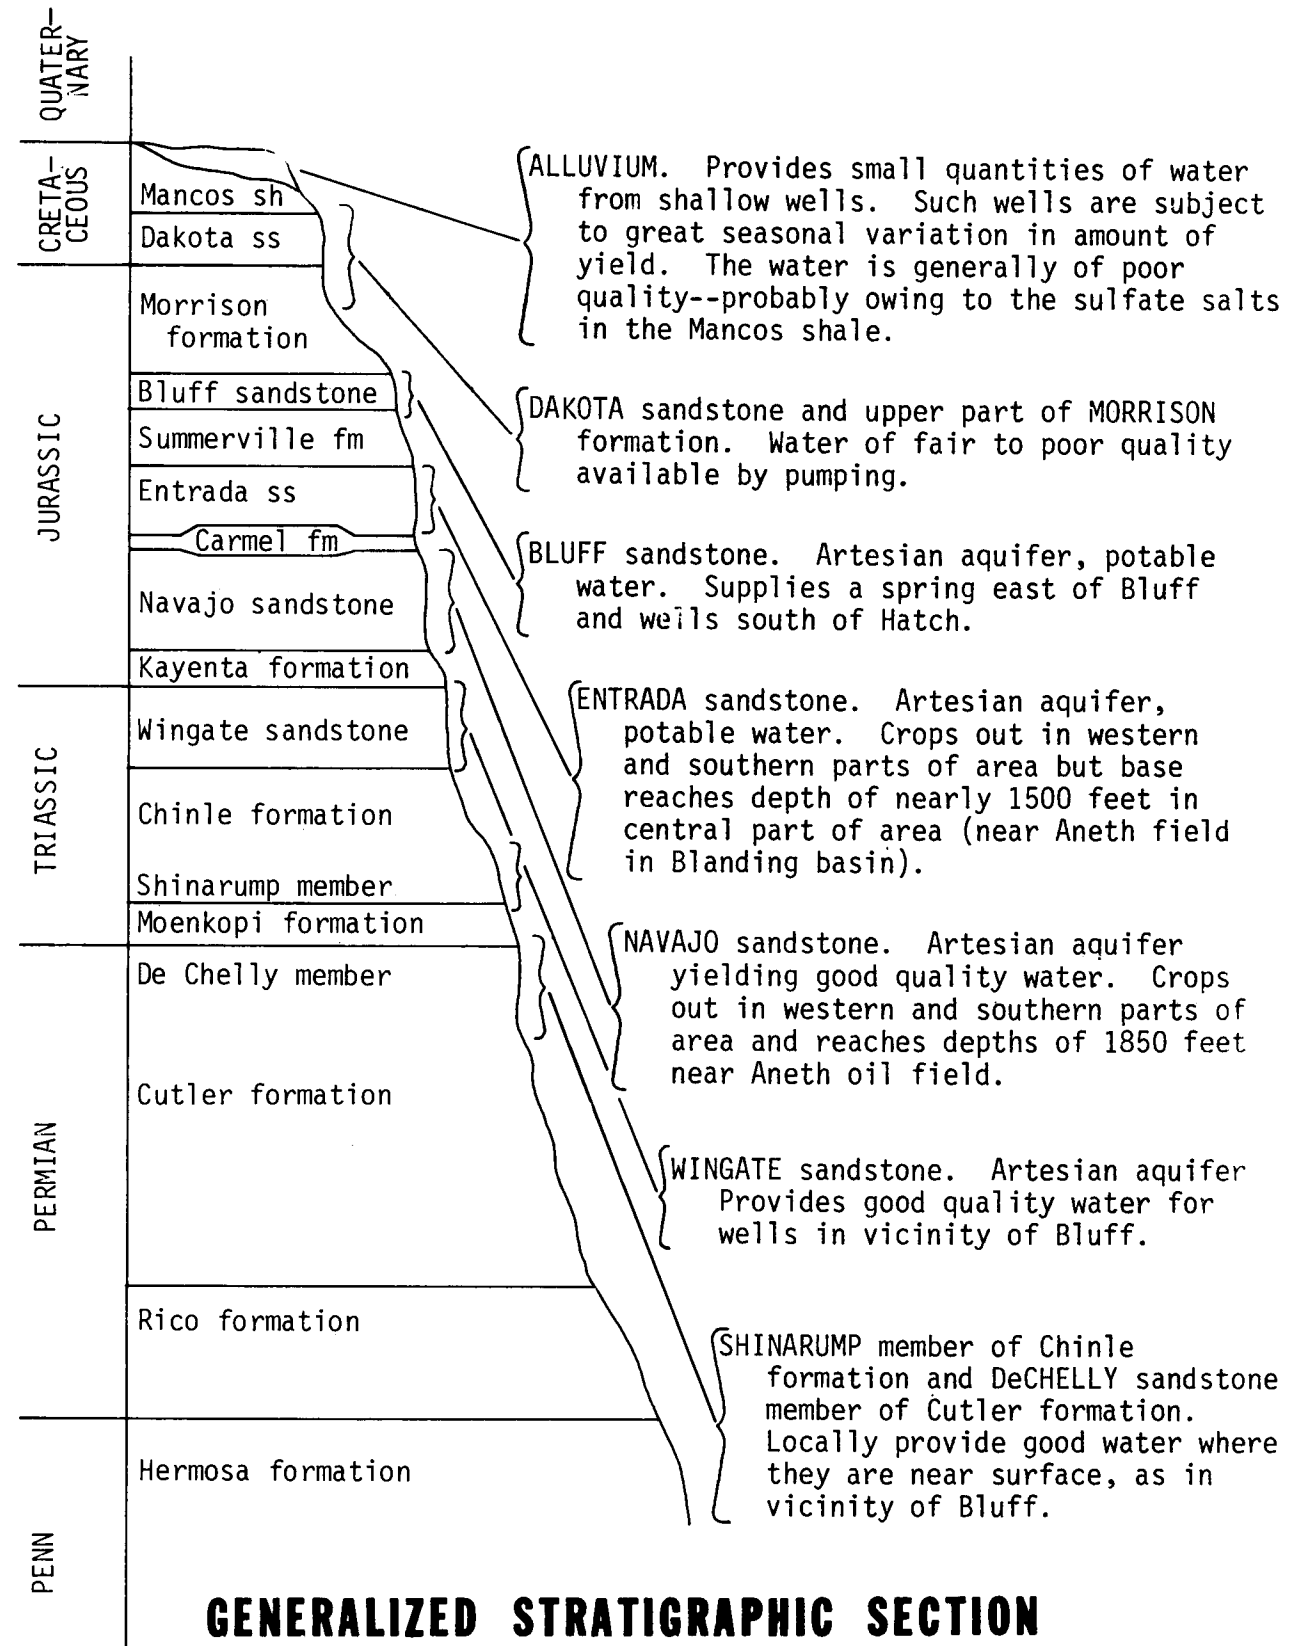 QUATER-
NARY
CRETA-
CEOUS
JURASSIC
TRIASSIC
PERMIAN
PENN
Mancos sh
Dakota ss
Morrison
formation
Bluff sandstone
Summerville fm
Entrada ss
Carmel fm
Navajo sandstone
Kayenta formation
Wingate sandstone
Chinle formation
Shinarump member
Moenkopi formation
De Chelly member
Cutler formation
Rico formation
Hermosa formation
ALLUVIUM. Provides small quantities of water
from shallow wells. Such wells are subject
to great seasonal variation in amount of
yield. The water is generally of poor
quality--probably owing to the sulfate salts
in the Mancos shale.
DAKOTA sandstone and upper part of MORRISON
formation. Water of fair to poor quality
available by pumping.
BLUFF sandstone. Artesian aquifer, potable
water. Supplies a spring east of Bluff
and wells south of Hatch.
ENTRADA sandstone. Artesian aquifer,
potable water. Crops out in western
and southern parts of area but base
reaches depth of nearly 1500 feet in
central part of area (near Aneth field
in Blanding basin).
NAVAJO sandstone. Artesian aquifer
yielding good quality water. Crops
out in western and southern parts of
area and reaches depths of 1850 feet
near Aneth oil field.
WINGATE sandstone. Artesian aquifer
Provides good quality water for
wells in vicinity of Bluff.
SHINARUMP member of Chinle
formation and DeCHELLY sandstone
member of Cutler formation.
Locally provide good water where
they are near surface, as in
vicinity of Bluff.
GENERALIZED STRATIGRAPHIC SECTION